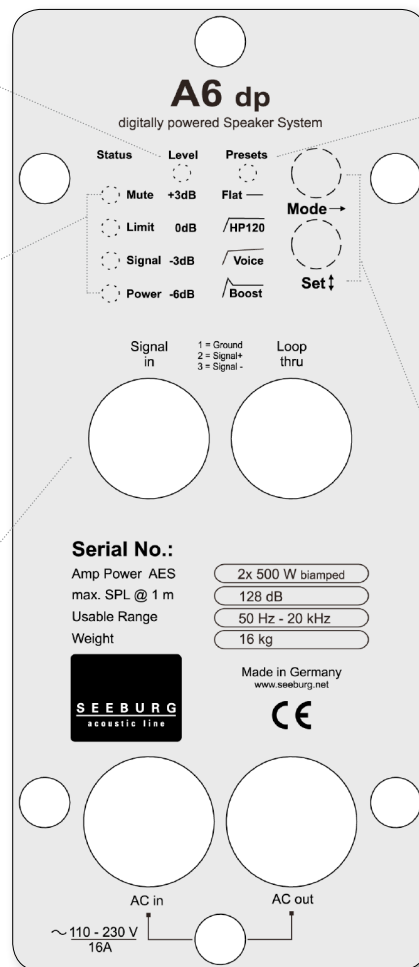 A6 dp
digitally powered Speaker System
Status Level Presets
Mute +3dB Flat
Mode
Limit 0dB HP120
Signal -3dB Voice
Set
Power -6dB Boost
Signal in
1 = Ground
2 = Signal+
3 = Signal -
Loop thru
Serial No.:
Amp Power AES 2x 500 W biamped
max. SPL @ 1 m 128 dB
Usable Range 50 Hz - 20 kHz
Weight 16 kg
SEEBURG
acoustic line
Made in Germany
www.seeburg.net
CE
AC in AC out
~ 110 - 230 V
16A